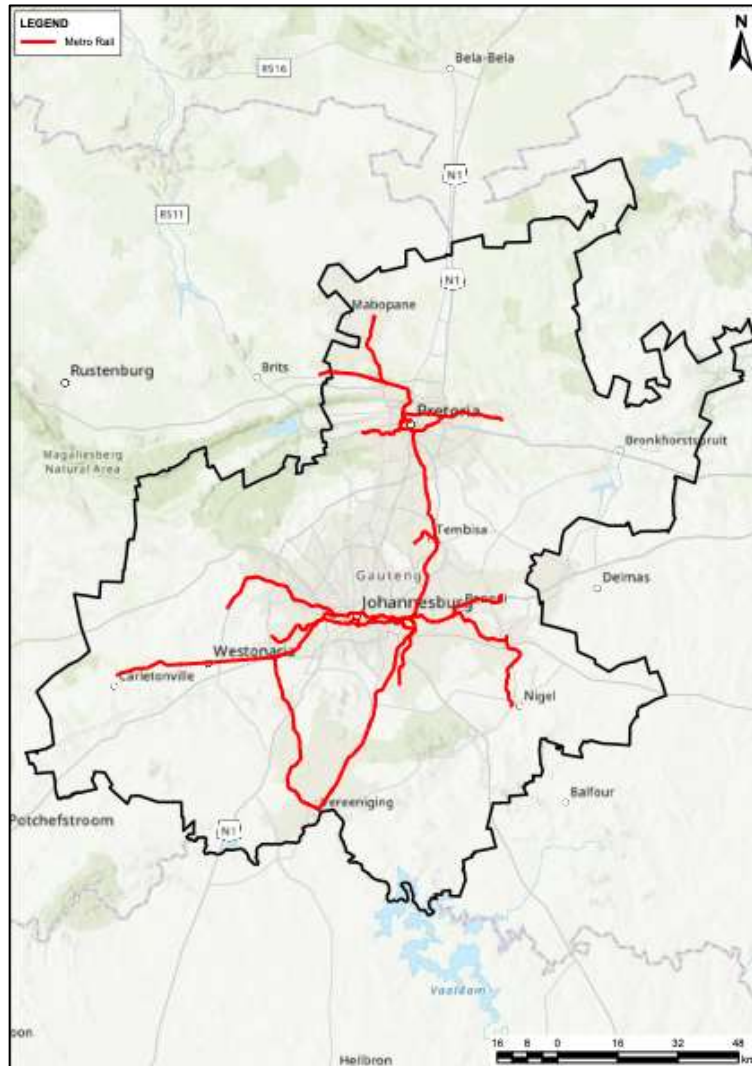 LEGEND
Metro Rail
N
Bela-Bela
R516
N1
R511
N1
Mabopane
Brits
Rustenburg
Pretoria
Magaliesberg
Natural Area
Bronkhorstspruit
Tembisa
Gauteng
Delmas
Johannesburg
Westonaria
Carletonville
Nigel
Vereeniging
Balfour
Potchefstroom
N1
Vaaldam
Heilbron
16 8 0 16 32 48
km